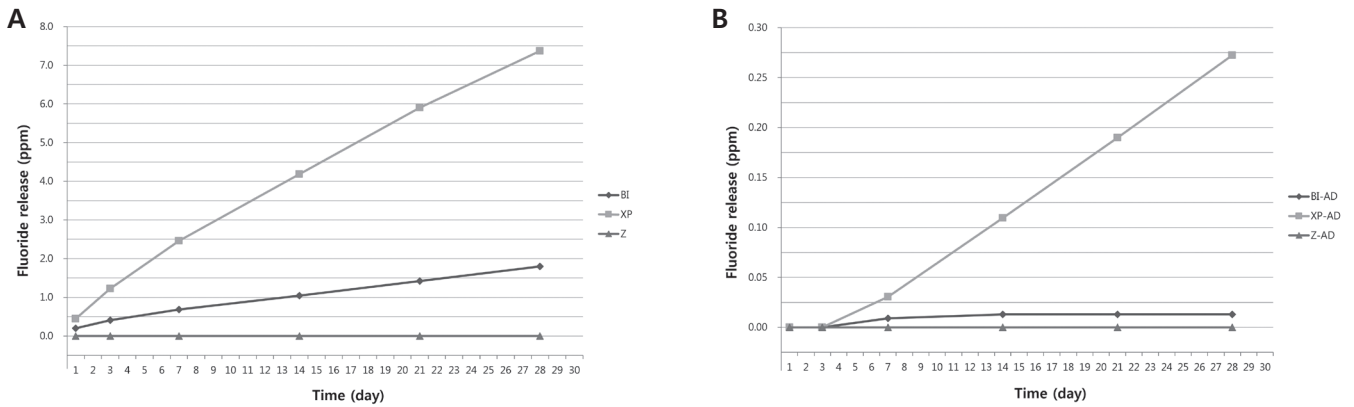 A
8.0
7.0
6.0
5.0
4.0
3.0
2.0
1.0
0.0
Fluoride release (ppm)
1 2 3 4 5 6 7 8 9 10 11 12 13 14 15 16 17 18 19 20 21 22 23 24 25 26 27 28 29 30
Time (day)
BI
XP
Z
B
0.30
0.25
0.20
0.15
0.10
0.05
0.00
Fluoride release (ppm)
1 2 3 4 5 6 7 8 9 10 11 12 13 14 15 16 17 18 19 20 21 22 23 24 25 26 27 28 29 30
Time (day)
BI-AD
XP-AD
Z-AD